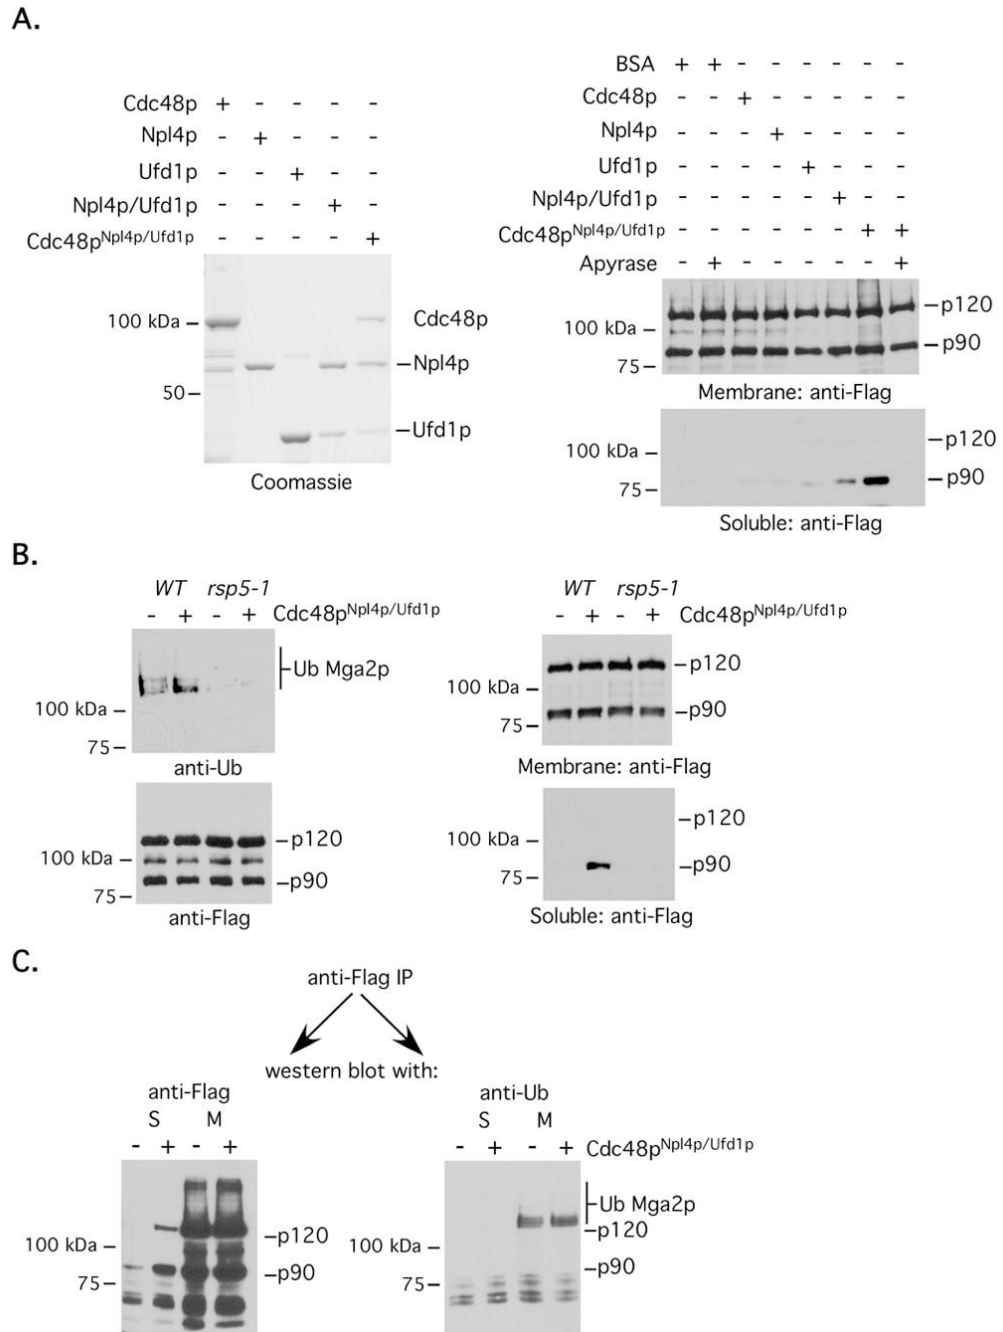 A.
Cdc48p + - - - -
Npl4p - + - - -
Ufd1p - - + - -
Npl4p/Ufd1p - - - + -
Cdc48pNpl4p/Ufd1p - - - - +
100 kDa
50
Cdc48p
Npl4p
Ufd1p
Coomassie
BSA + + - - - - - -
Cdc48p - - + - - - - -
Npl4p - - - + - - - -
Ufd1p - - - - + - - -
Npl4p/Ufd1p - - - - - + - -
Cdc48pNpl4p/Ufd1p - - - - - - + +
Apyrase - + - - - - - +
100 kDa
75
p120
p90
Membrane: anti-Flag
100 kDa
75
p120
p90
Soluble: anti-Flag
B.
WT rsp5-1
- + - + Cdc48pNpl4p/Ufd1p
Ub Mga2p
100 kDa
75
anti-Ub
p120
100 kDa
p90
75
anti-Flag
WT rsp5-1
- + - + Cdc48pNpl4p/Ufd1p
p120
100 kDa
p90
75
Membrane: anti-Flag
p120
100 kDa
p90
75
Soluble: anti-Flag
C.
anti-Flag IP
western blot with:
anti-Flag
S M
- + - +
p120
100 kDa
p90
75
anti-Ub
S M
- + - + Cdc48pNpl4p/Ufd1p
Ub Mga2p
p120
100 kDa
p90
75